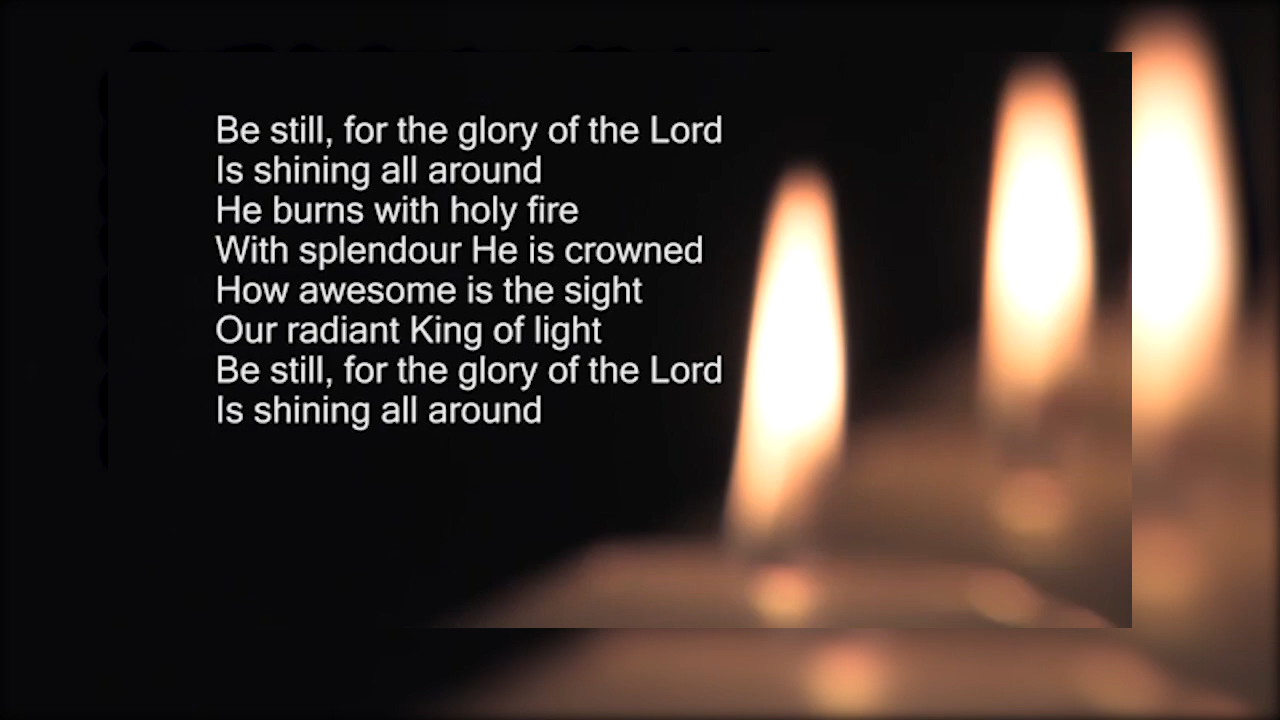 Be still, for the glory of the Lord
Is shining all around
He burns with holy fire
With splendour He is crowned
How awesome is the sight
Our radiant King of light
Be still, for the glory of the Lord
Is shining all around